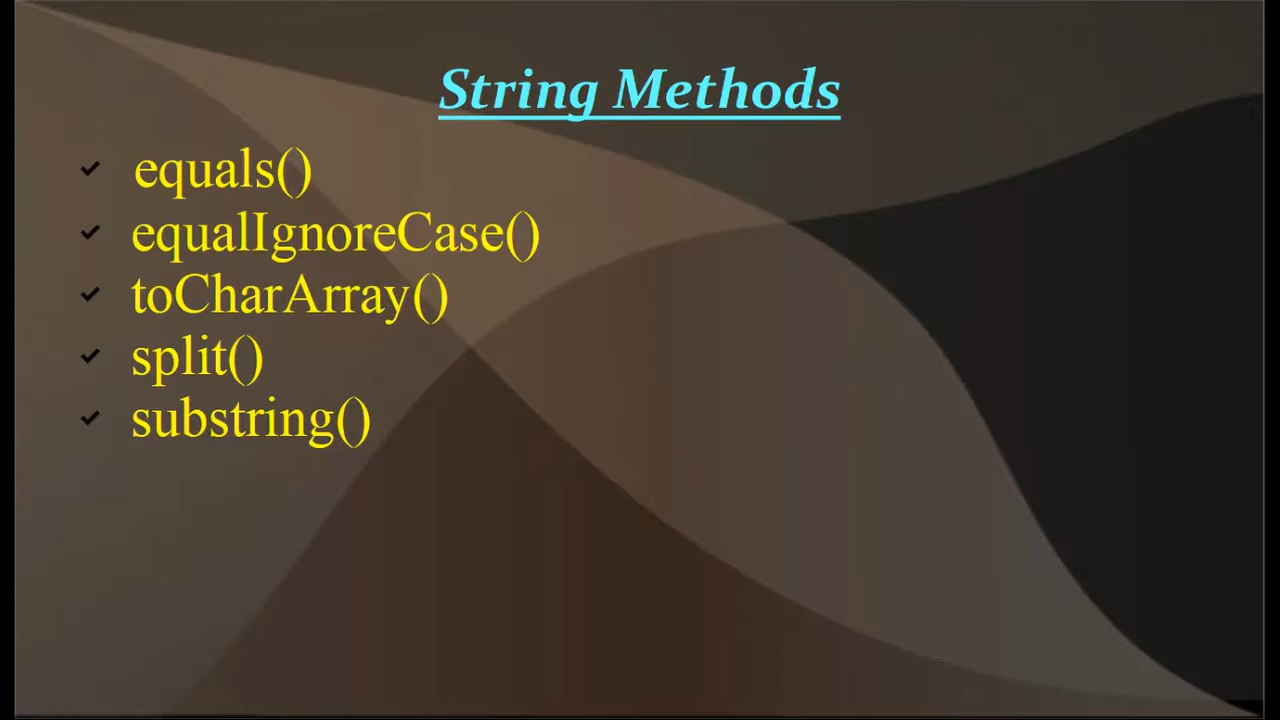 String Methods
equals()
equalIgnoreCase()
toCharArray()
split()
substring()